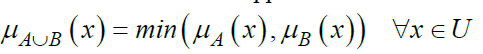 μ_{A∪B}(x) = min(μ_A(x), μ_B(x)) ∀x ∈ U